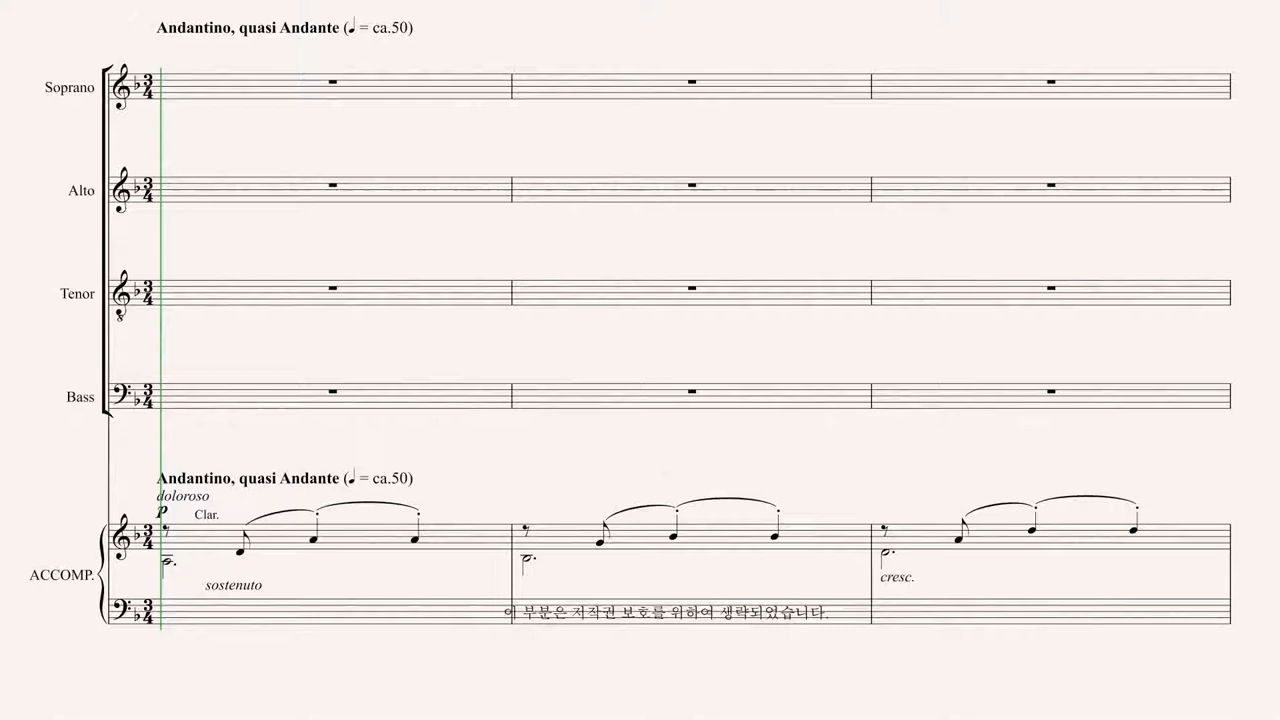 Andantino, quasi Andante (♩ = ca.50)
Soprano
Alto
Tenor
Bass
Andantino, quasi Andante (♩ = ca.50)
doloroso
p
Clar.
ACCOMP.
sostenuto
cresc.
이 부분은 저작권 보호를 위하여 생략되었습니다.